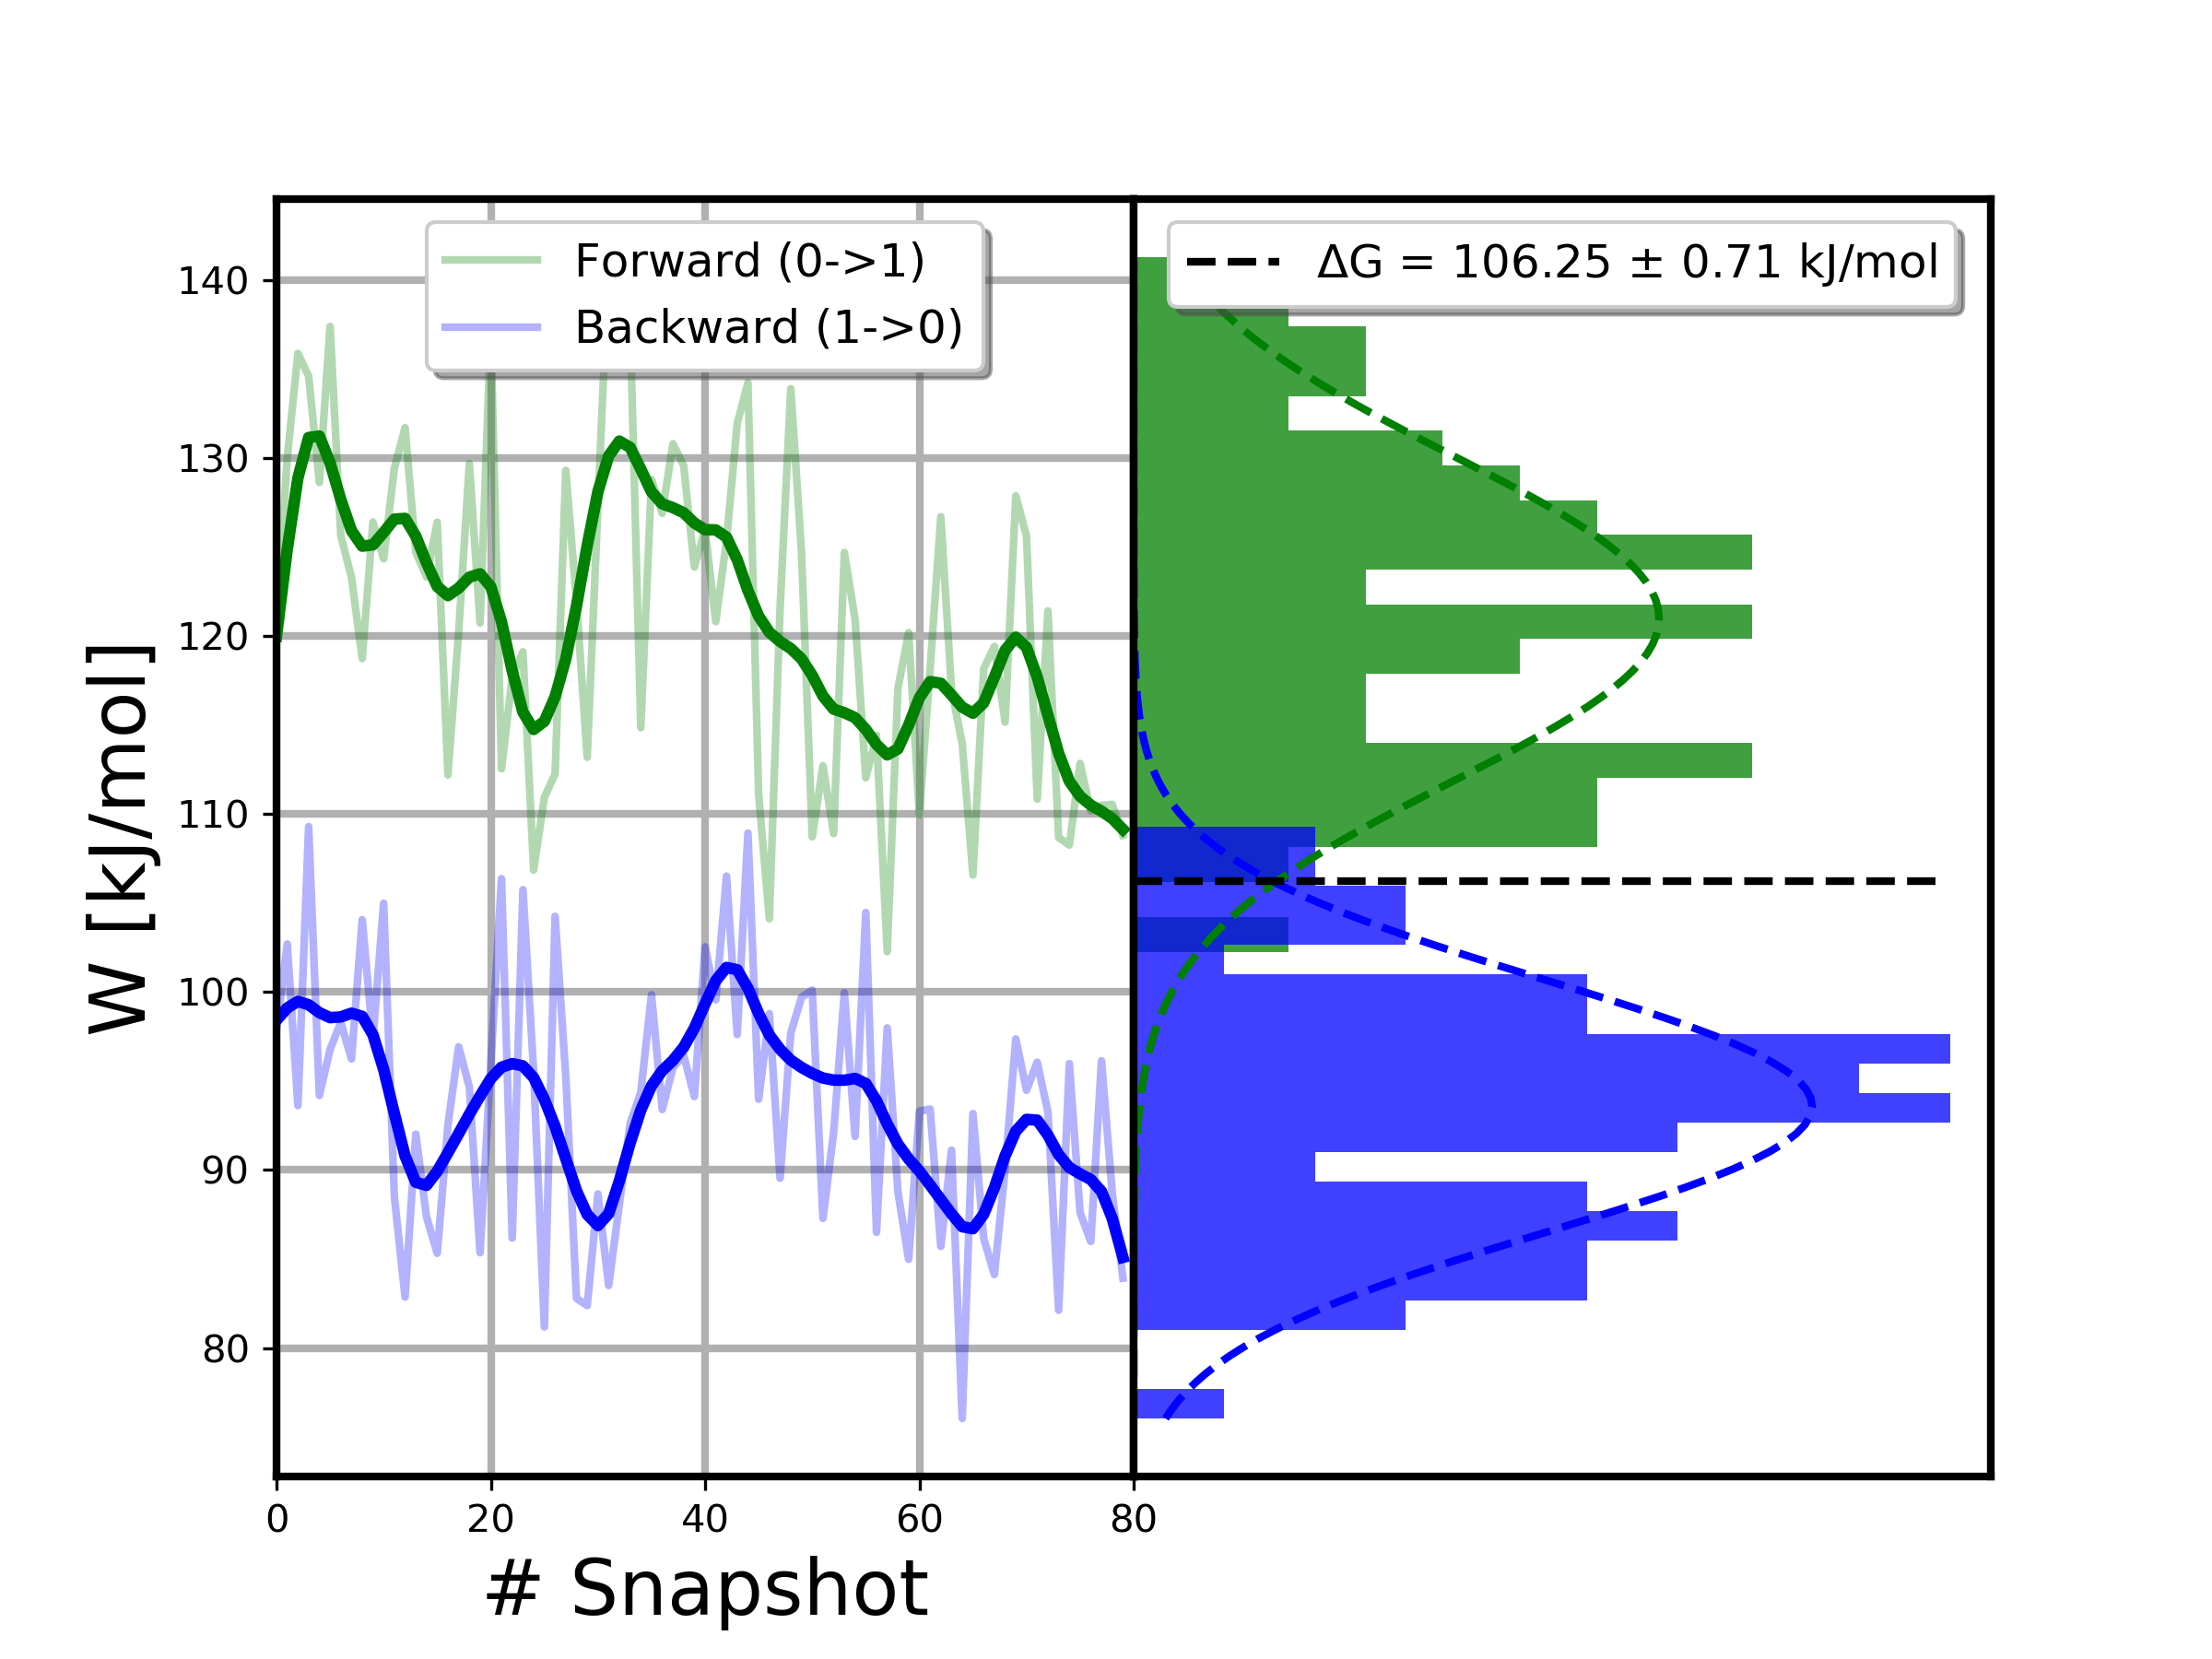 Forward (0->1)
Backward (1->0)
ΔG = 106.25 ± 0.71 kJ/mol
W [kJ/mol]
140
130
120
110
100
90
80
0 20 40 60 80
# Snapshot